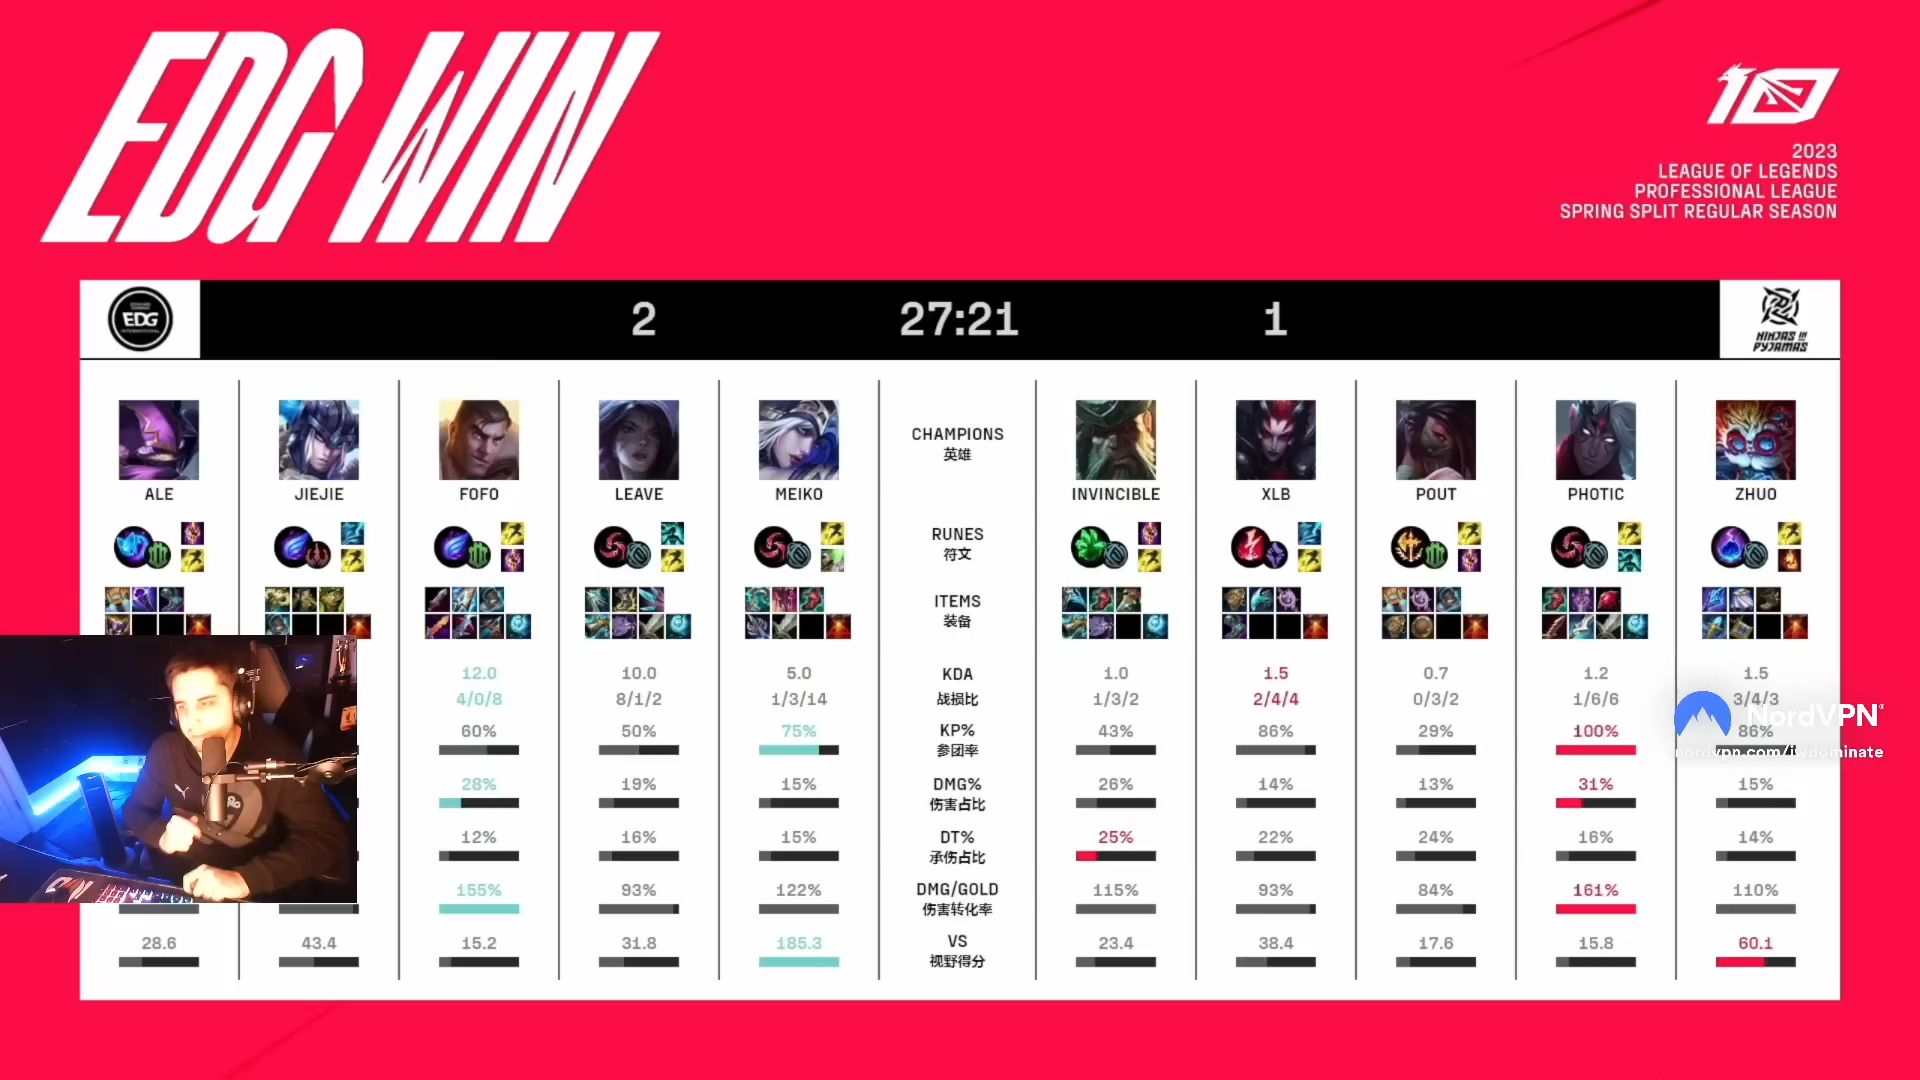 EDG WIN
2023
LEAGUE OF LEGENDS
PROFESSIONAL LEAGUE
SPRING SPLIT REGULAR SEASON
EDG
2
27:21
1
NINJAS IN
PYJAMAS
ALE JIEJIE FOFO LEAVE MEIKO
CHAMPIONS
英雄
INVINCIBLE XLB POUT PHOTIC ZHUO
RUNES
符文
ITEMS
装备
12.0 10.0 5.0 KDA 1.0 1.5 0.7 1.2 1.5
4/0/8 8/1/2 1/3/14 战损比 1/3/2 2/4/4 0/3/2 1/6/6 3/4/3
60% 50% 75% KP% 43% 86% 29% 100% 86%
参团率
NordVPN
nordvpn.com/iwdominate
28% 19% 15% DMG% 26% 14% 13% 31% 15%
伤害占比
12% 16% 15% DT% 25% 22% 24% 16% 14%
承伤占比
155% 93% 122% DMG/GOLD 115% 93% 84% 161% 110%
伤害转化率
28.6 43.4 15.2 31.8 185.3 VS 23.4 38.4 17.6 15.8 60.1
视野得分